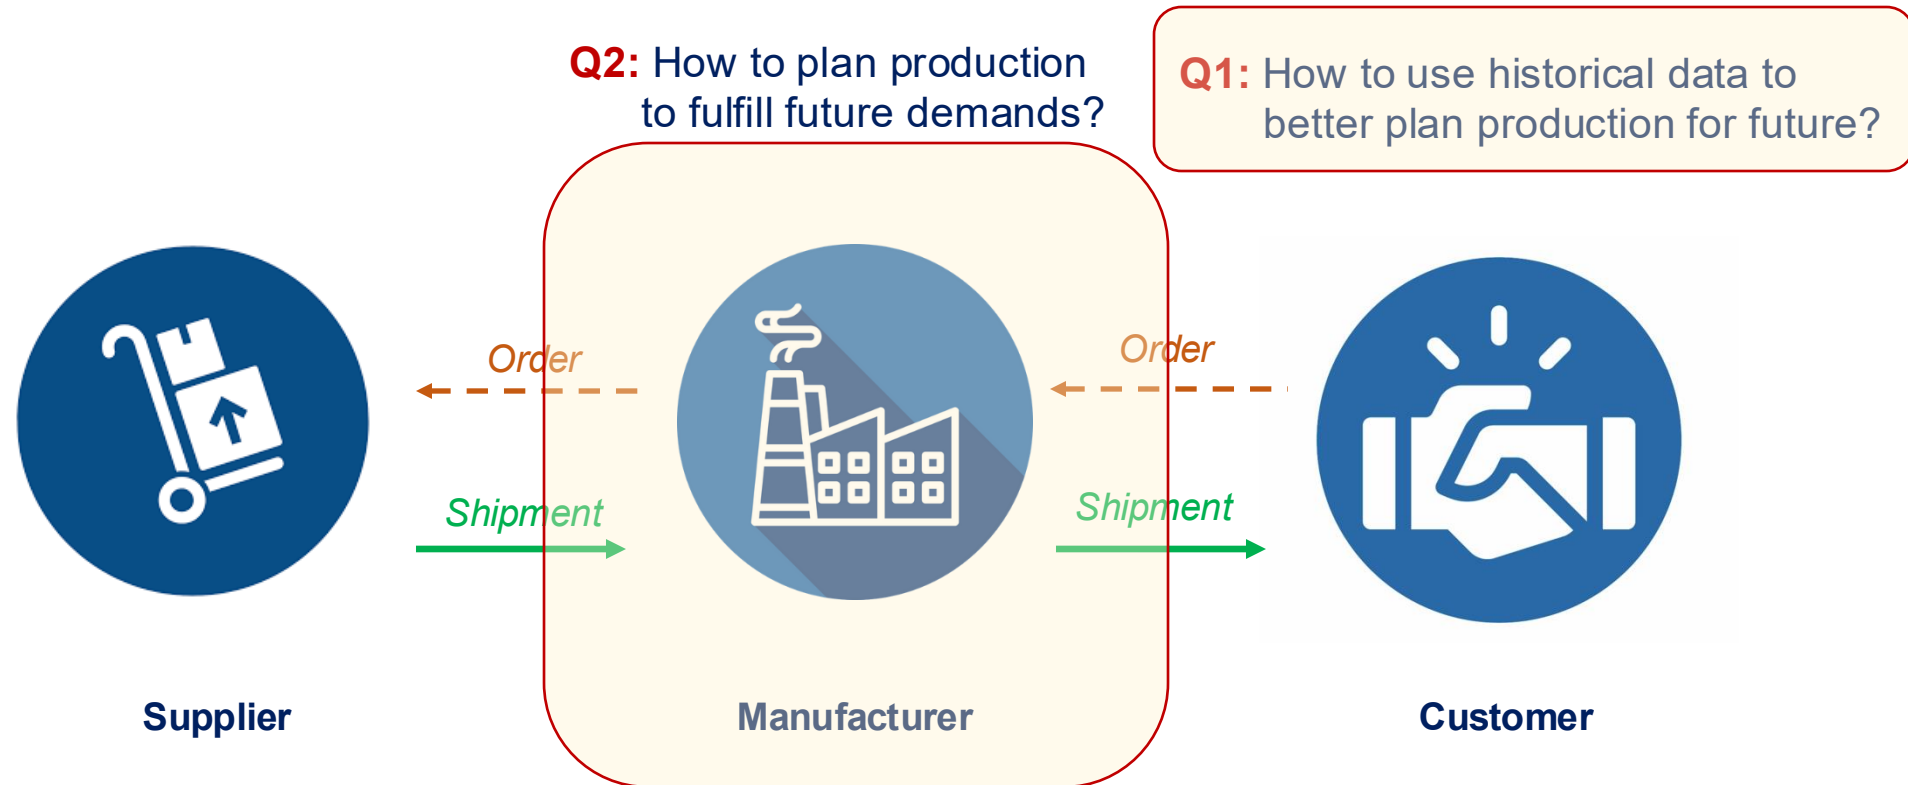 Q2: How to plan production
to fulfill future demands?
Q1: How to use historical data to
better plan production for future?
Order
Order
Shipment
Shipment
Supplier
Manufacturer
Customer